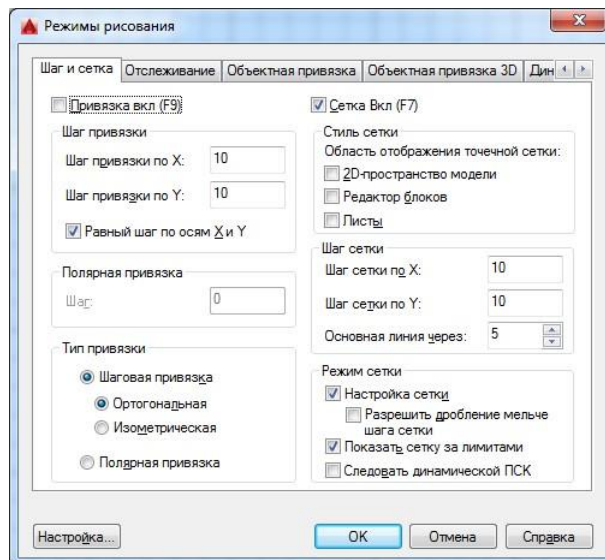 Режимы рисования
Шаг и сетка Отслеживание Объектная привязка Объектная привязка 3D Дин
Привязка вкл (F9)
Шаг привязки
Шаг привязки по X: 10
Шаг привязки по Y: 10
Равный шаг по осям X и Y
Полярная привязка
Шаг: 0
Тип привязки
Шаговая привязка
Ортогональная
Изометрическая
Полярная привязка
Сетка Вкл (F7)
Стиль сетки
Область отображения точечной сетки:
2D-пространство модели
Редактор блоков
Листы
Шаг сетки
Шаг сетки по X: 10
Шаг сетки по Y: 10
Основная линия через: 5
Режим сетки
Настройка сетки
Разрешить дробление мельче
шага сетки
Показать сетку за лимитами
Следовать динамической ПСК
Настройка... OK Отмена Справка